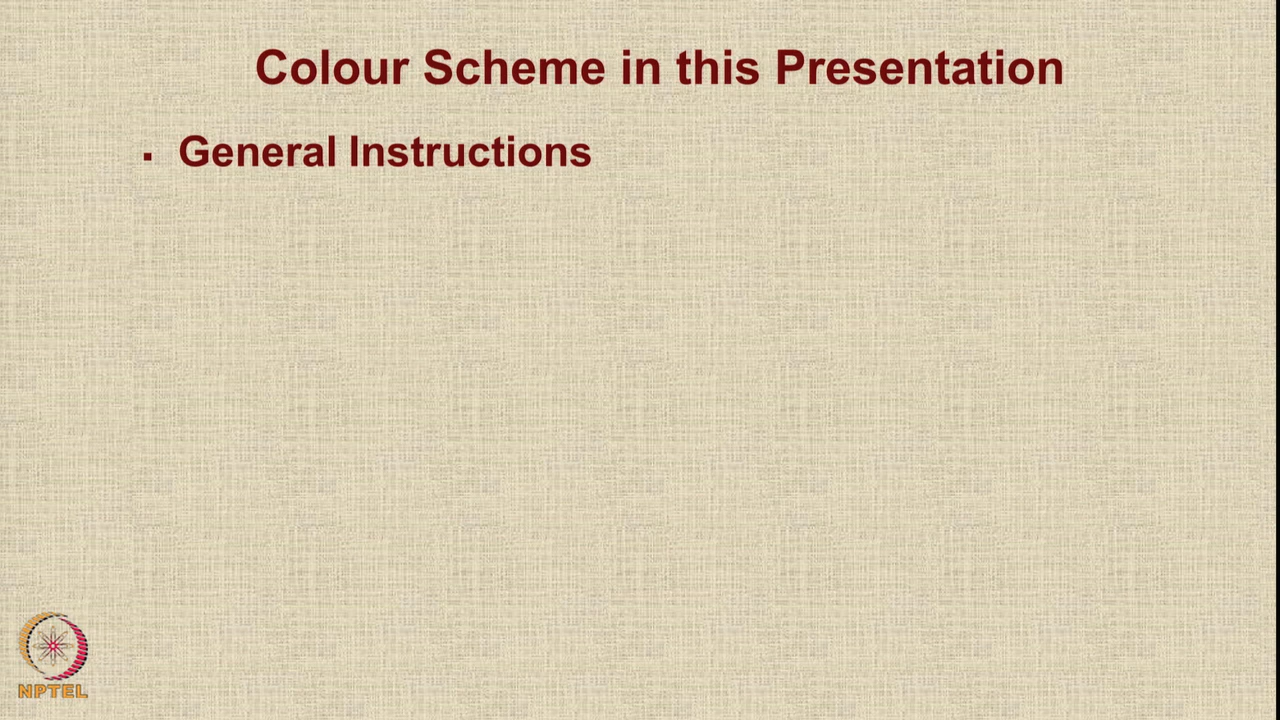 Colour Scheme in this Presentation
▪ General Instructions
NPTEL